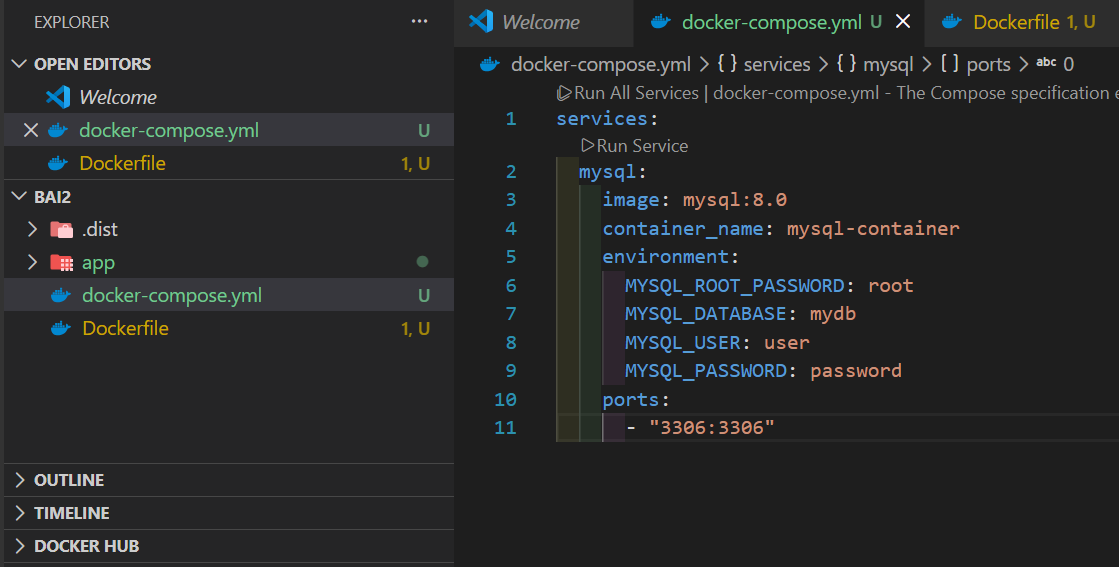 EXPLORER ...
OPEN EDITORS
Welcome
docker-compose.yml U
Dockerfile 1, U
BAI2
.dist
app
docker-compose.yml U
Dockerfile 1, U
OUTLINE
TIMELINE
DOCKER HUB
Welcome docker-compose.yml U Dockerfile 1, U
docker-compose.yml > {} services > {} mysql > [ ] ports > abc 0
Run All Services | docker-compose.yml - The Compose specification
1 services:
Run Service
2 mysql:
3 image: mysql:8.0
4 container_name: mysql-container
5 environment:
6 MYSQL_ROOT_PASSWORD: root
7 MYSQL_DATABASE: mydb
8 MYSQL_USER: user
9 MYSQL_PASSWORD: password
10 ports:
11 - "3306:3306"